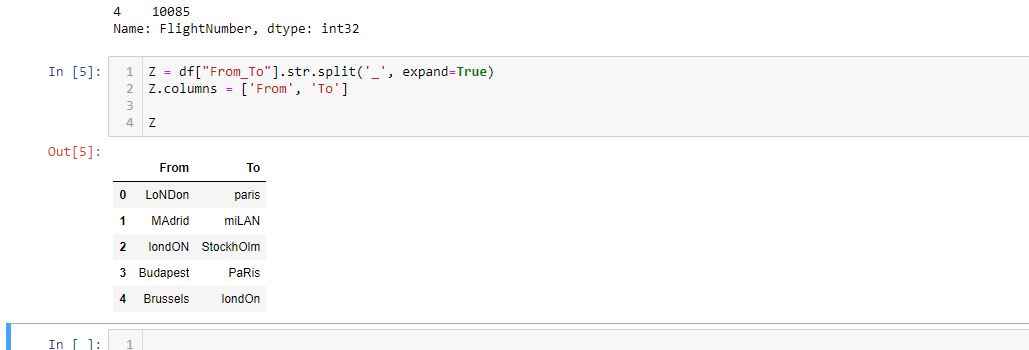 4    10085
Name: FlightNumber, dtype: int32
In [5]:
1 Z = df["From_To"].str.split('_', expand=True)
2 Z.columns = ['From', 'To']
3
4 Z
Out[5]:
From To
0 LoNDon paris
1 MAdrid miLAN
2 londON StockhOlm
3 Budapest PaRis
4 Brussels londOn
In [ ]: 1